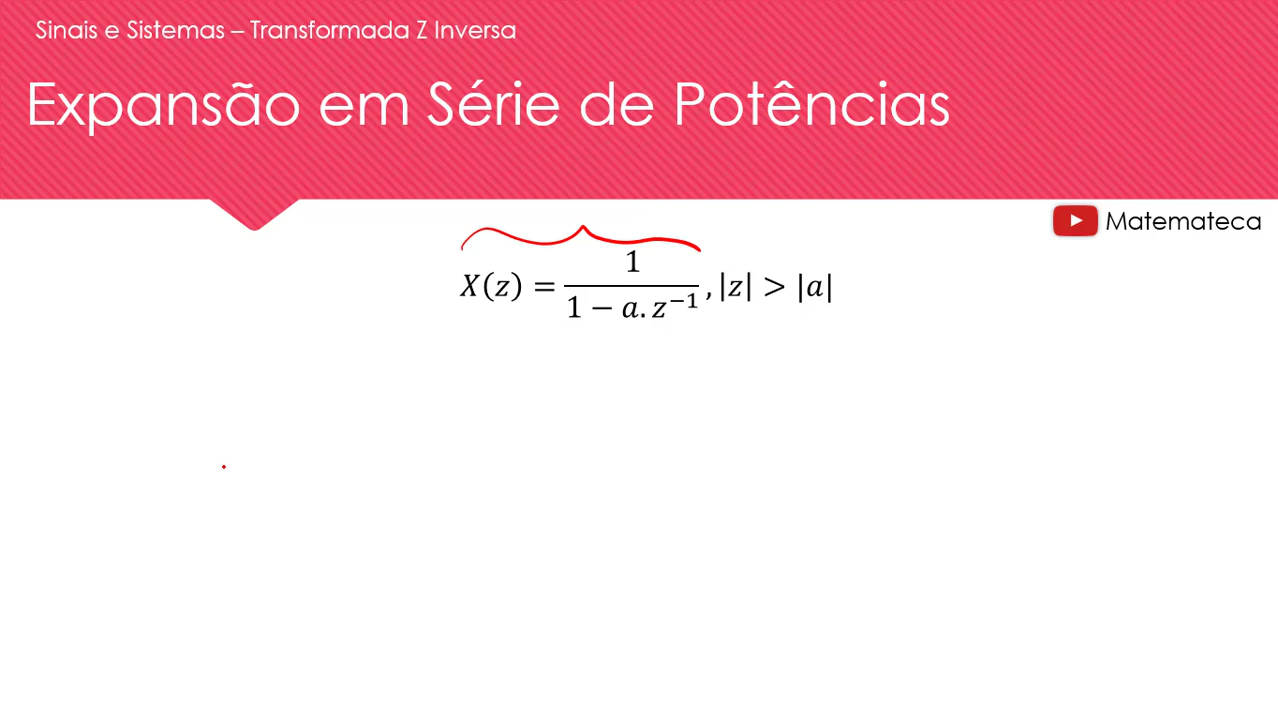 Sinais e Sistemas – Transformada Z Inversa
Expansão em Série de Potências
Matemateca
X(z) = 1 / (1 − a. z⁻¹) , |z| > |a|